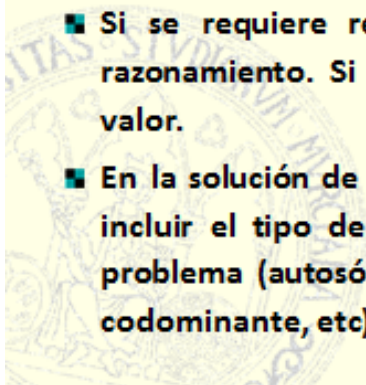 Si se requiere re
razonamiento. Si
valor.
En la solución de
incluir el tipo de
problema (autosó
codominante, etc)